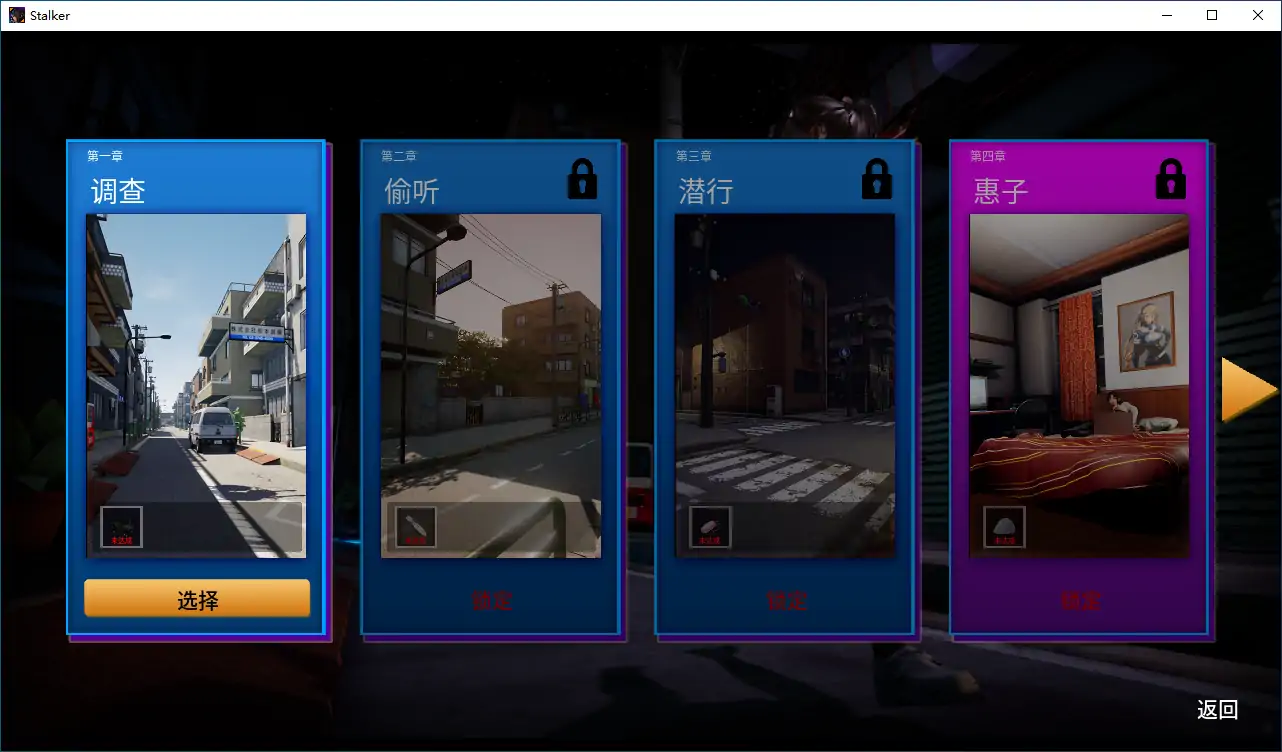 Stalker
第一章
调查
选择
第二章
偷听
锁定
第三章
潜行
锁定
第四章
惠子
锁定
返回